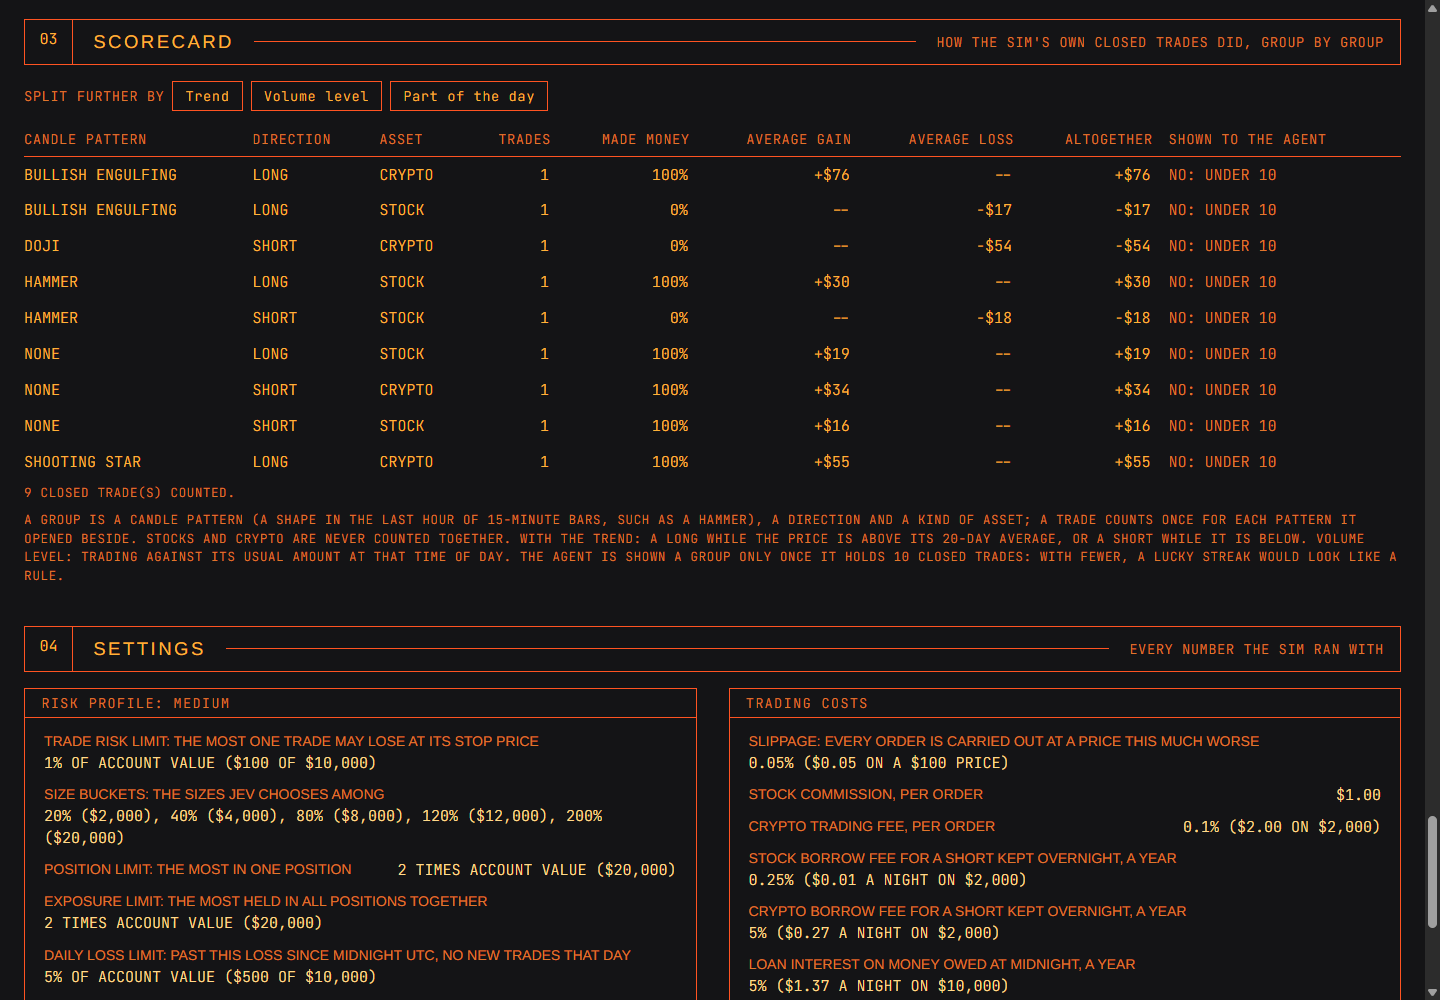 03 SCORECARD HOW THE SIM'S OWN CLOSED TRADES DID, GROUP BY GROUP
SPLIT FURTHER BY Trend Volume level Part of the day
CANDLE PATTERN DIRECTION ASSET TRADES MADE MONEY AVERAGE GAIN AVERAGE LOSS ALTOGETHER SHOWN TO THE AGENT
BULLISH ENGULFING LONG CRYPTO 1 100% +$76 -- +$76 NO: UNDER 10
BULLISH ENGULFING LONG STOCK 1 0% -- -$17 -$17 NO: UNDER 10
DOJI SHORT CRYPTO 1 0% -- -$54 -$54 NO: UNDER 10
HAMMER LONG STOCK 1 100% +$30 -- +$30 NO: UNDER 10
HAMMER SHORT STOCK 1 0% -- -$18 -$18 NO: UNDER 10
NONE LONG STOCK 1 100% +$19 -- +$19 NO: UNDER 10
NONE SHORT CRYPTO 1 100% +$34 -- +$34 NO: UNDER 10
NONE SHORT STOCK 1 100% +$16 -- +$16 NO: UNDER 10
SHOOTING STAR LONG CRYPTO 1 100% +$55 -- +$55 NO: UNDER 10
9 CLOSED TRADE(S) COUNTED.
A GROUP IS A CANDLE PATTERN (A SHAPE IN THE LAST HOUR OF 15-MINUTE BARS, SUCH AS A HAMMER), A DIRECTION AND A KIND OF ASSET; A TRADE COUNTS ONCE FOR EACH PATTERN IT
OPENED BESIDE. STOCKS AND CRYPTO ARE NEVER COUNTED TOGETHER. WITH THE TREND: A LONG WHILE THE PRICE IS ABOVE ITS 20-DAY AVERAGE, OR A SHORT WHILE IT IS BELOW. VOLUME
LEVEL: TRADING AGAINST ITS USUAL AMOUNT AT THAT TIME OF DAY. THE AGENT IS SHOWN A GROUP ONLY ONCE IT HOLDS 10 CLOSED TRADES: WITH FEWER, A LUCKY STREAK WOULD LOOK LIKE A
RULE.
04 SETTINGS EVERY NUMBER THE SIM RAN WITH
RISK PROFILE: MEDIUM
TRADE RISK LIMIT: THE MOST ONE TRADE MAY LOSE AT ITS STOP PRICE
1% OF ACCOUNT VALUE ($100 OF $10,000)
SIZE BUCKETS: THE SIZES JEV CHOOSES AMONG
20% ($2,000), 40% ($4,000), 80% ($8,000), 120% ($12,000), 200%
($20,000)
POSITION LIMIT: THE MOST IN ONE POSITION 2 TIMES ACCOUNT VALUE ($20,000)
EXPOSURE LIMIT: THE MOST HELD IN ALL POSITIONS TOGETHER
2 TIMES ACCOUNT VALUE ($20,000)
DAILY LOSS LIMIT: PAST THIS LOSS SINCE MIDNIGHT UTC, NO NEW TRADES THAT DAY
5% OF ACCOUNT VALUE ($500 OF $10,000)
TRADING COSTS
SLIPPAGE: EVERY ORDER IS CARRIED OUT AT A PRICE THIS MUCH WORSE
0.05% ($0.05 ON A $100 PRICE)
STOCK COMMISSION, PER ORDER $1.00
CRYPTO TRADING FEE, PER ORDER 0.1% ($2.00 ON $2,000)
STOCK BORROW FEE FOR A SHORT KEPT OVERNIGHT, A YEAR
0.25% ($0.01 A NIGHT ON $2,000)
CRYPTO BORROW FEE FOR A SHORT KEPT OVERNIGHT, A YEAR
5% ($0.27 A NIGHT ON $2,000)
LOAN INTEREST ON MONEY OWED AT MIDNIGHT, A YEAR
5% ($1.37 A NIGHT ON $10,000)